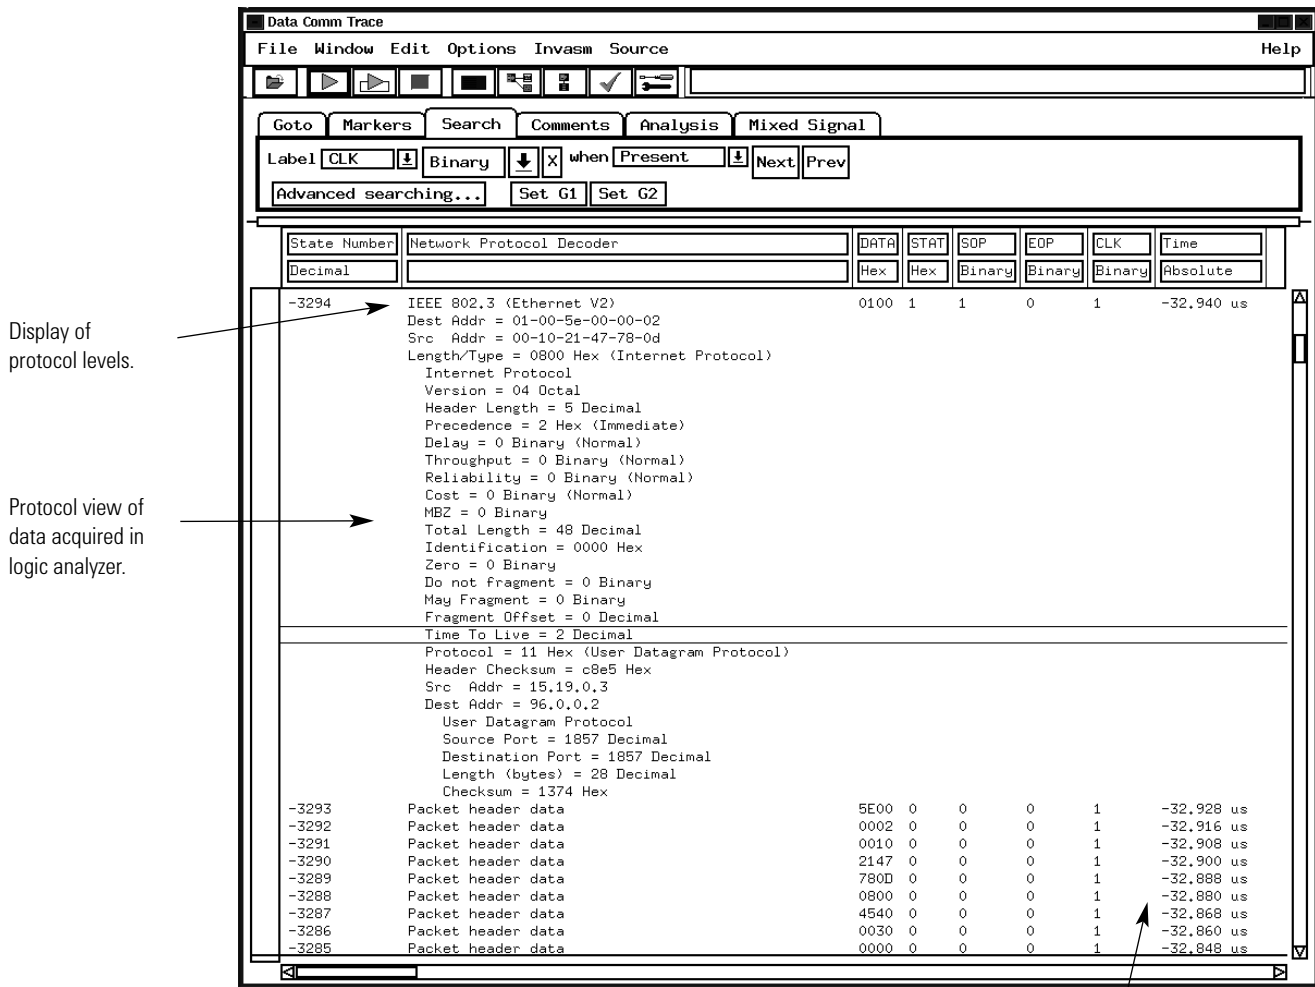 Data Comm Trace
File Window Edit Options Invasm Source Help
Goto Markers Search Comments Analysis Mixed Signal
Label CLK Binary X when Present Next Prev
Advanced searching... Set G1 Set G2
State Number Network Protocol Decoder DATA STAT SOP EOP CLK Time
Decimal Hex Hex Binary Binary Binary Absolute
-3294 IEEE 802.3 (Ethernet V2) 0100 1 1 0 1 -32.940 us
Dest Addr = 01-00-5e-00-00-02
Src Addr = 00-10-21-47-78-0d
Length/Type = 0800 Hex (Internet Protocol)
Internet Protocol
Version = 04 Octal
Header Length = 5 Decimal
Precedence = 2 Hex (Immediate)
Delay = 0 Binary (Normal)
Throughput = 0 Binary (Normal)
Reliability = 0 Binary (Normal)
Cost = 0 Binary (Normal)
MBZ = 0 Binary
Total Length = 48 Decimal
Identification = 0000 Hex
Zero = 0 Binary
Do not fragment = 0 Binary
May Fragment = 0 Binary
Fragment Offset = 0 Decimal
Time To Live = 2 Decimal
Protocol = 11 Hex (User Datagram Protocol)
Header Checksum = c8e5 Hex
Src Addr = 15.19.0.3
Dest Addr = 96.0.0.2
User Datagram Protocol
Source Port = 1857 Decimal
Destination Port = 1857 Decimal
Length (bytes) = 28 Decimal
Checksum = 1374 Hex
-3293 Packet header data 5E00 0 0 0 1 -32.928 us
-3292 Packet header data 0002 0 0 0 1 -32.916 us
-3291 Packet header data 0010 0 0 0 1 -32.908 us
-3290 Packet header data 2147 0 0 0 1 -32.900 us
-3289 Packet header data 780D 0 0 0 1 -32.888 us
-3288 Packet header data 0800 0 0 0 1 -32.880 us
-3287 Packet header data 4540 0 0 0 1 -32.868 us
-3286 Packet header data 0030 0 0 0 1 -32.860 us
-3285 Packet header data 0000 0 0 0 1 -32.848 us
Display of
protocol levels.
Protocol view of
data acquired in
logic analyzer.